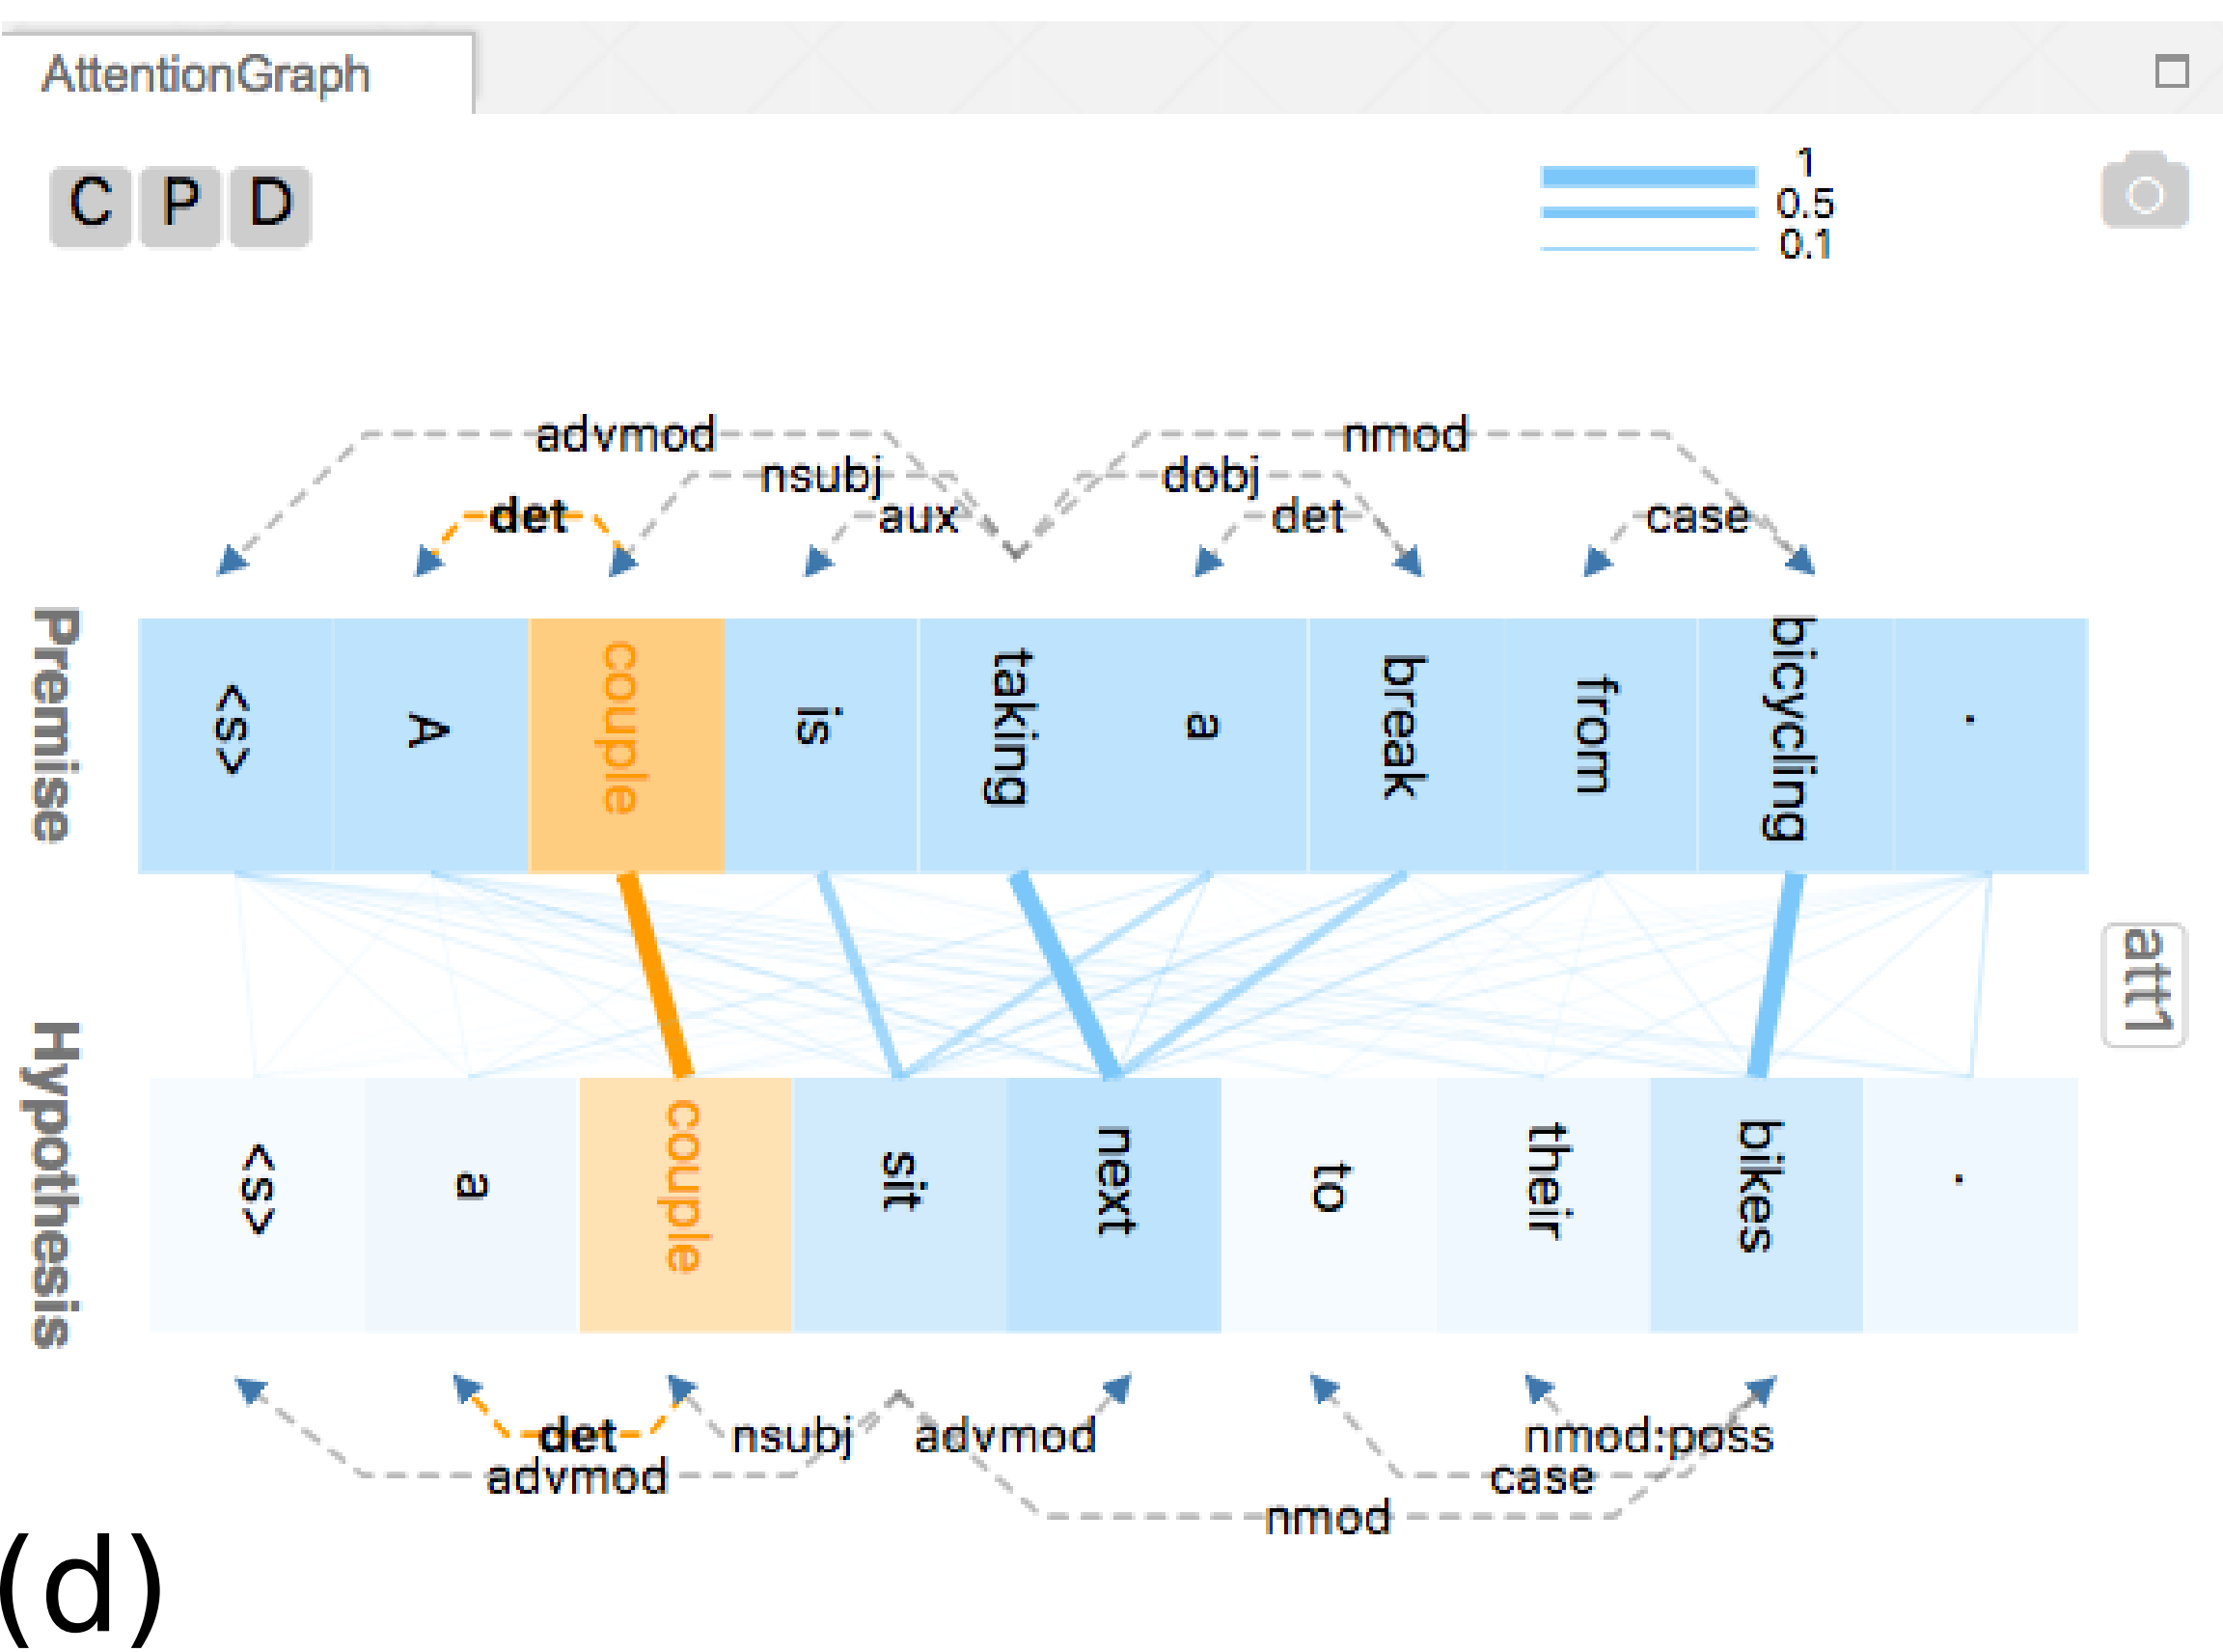 AttentionGraph
C P D
1
0.5
0.1
advmod nmod
nsubj dobj
det aux det case
Premise
<s> A couple is taking a break from bicycling .
att1
Hypothesis
<s> a couple sit next to their bikes .
det nsubj advmod nmod:poss
advmod case
nmod
(d)